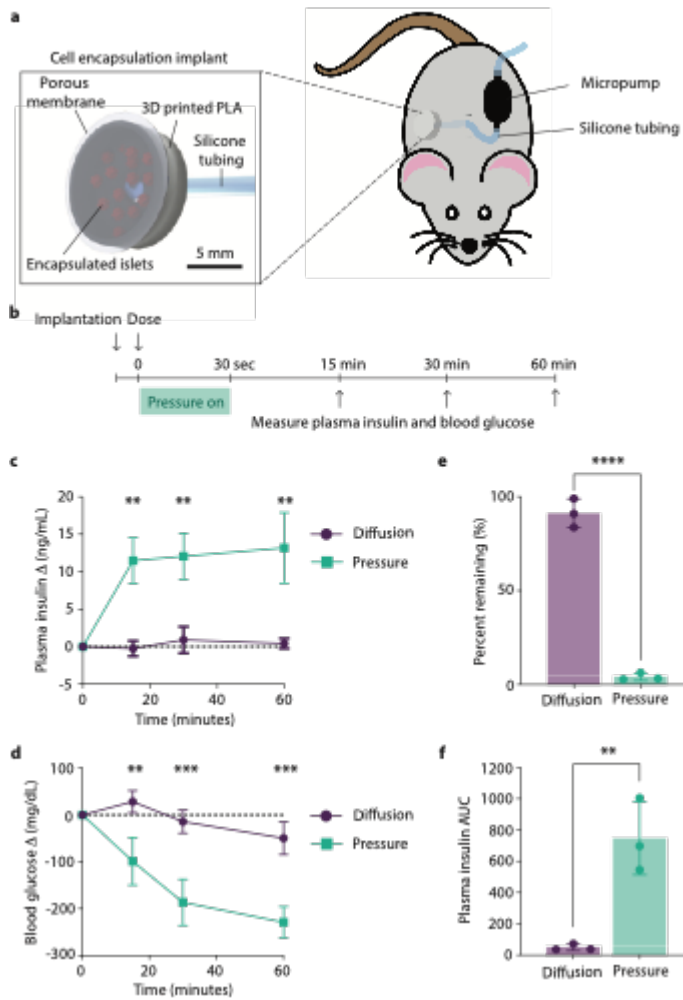 a
Cell encapsulation implant
Porous
membrane
3D printed PLA
Silicone
tubing
Encapsulated islets
5 mm
Micropump
Silicone tubing
b
Implantation Dose
0 30 sec 15 min 30 min 60 min
Pressure on
Measure plasma insulin and blood glucose
c
Plasma insulin Δ (ng/mL)
20
15
10
5
0
-5
** ** **
0 20 40 60
Time (minutes)
Diffusion
Pressure
d
Blood glucose Δ (mg/dL)
100
0
-100
-200
-300
** *** ***
0 20 40 60
Time (minutes)
Diffusion
Pressure
e
Percent remaining (%)
100
50
0
****
Diffusion Pressure
f
Plasma insulin AUC
1200
1000
800
600
400
200
0
**
Diffusion Pressure